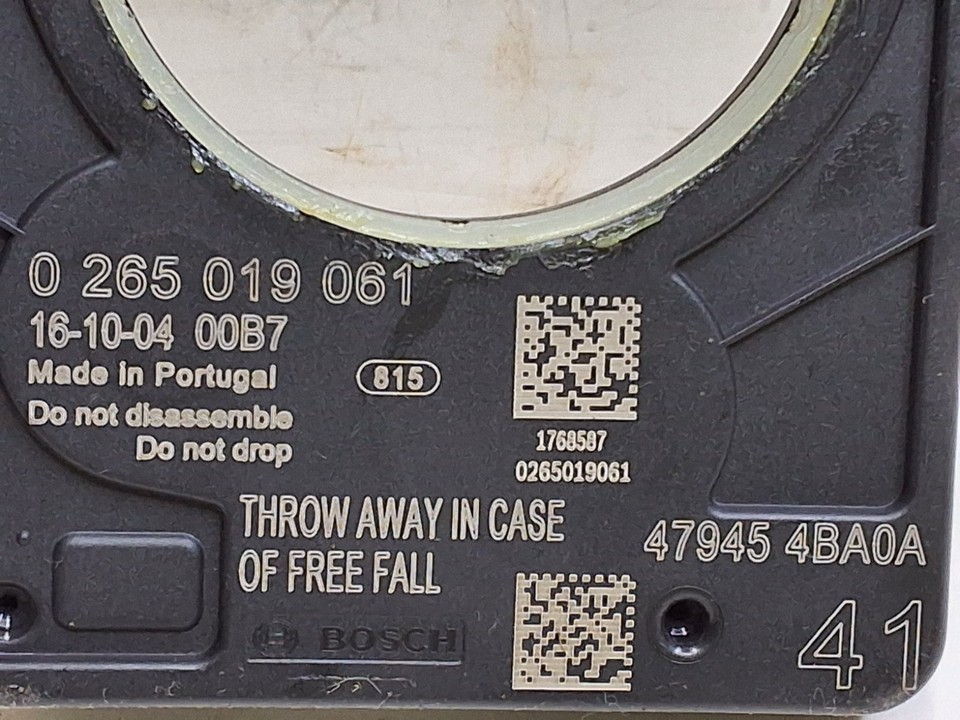 0 265 019 061
16-10-04 00B7
Made in Portugal
815
Do not disassemble
Do not drop
1768587
0265019061
THROW AWAY IN CASE
OF FREE FALL
47945 4BA0A
BOSCH
41